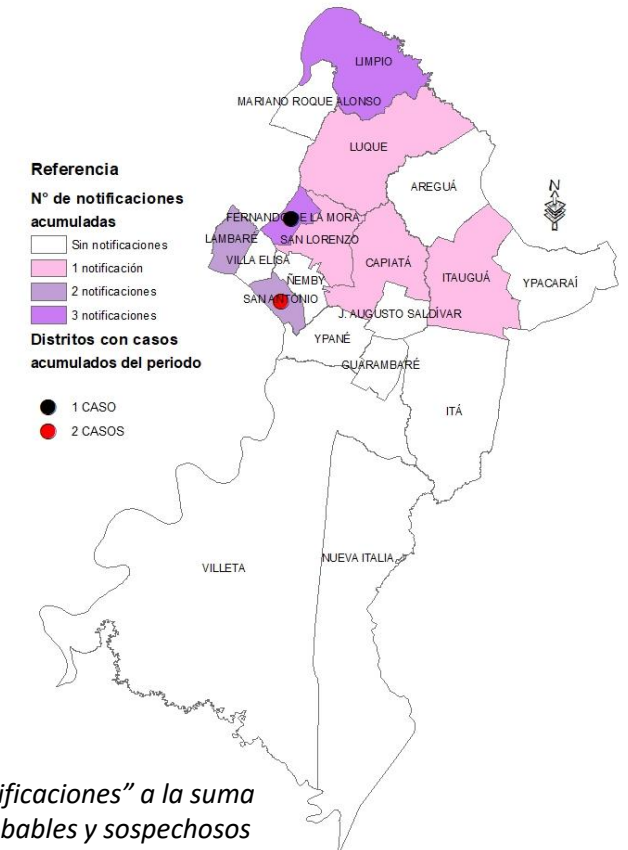 LIMPIO
MARIANO ROQUE ALONSO
LUQUE
Referencia
N° de notificaciones
acumuladas
Sin notificaciones
1 notificación
2 notificaciones
3 notificaciones
Distritos con casos
acumulados del periodo
1 CASO
2 CASOS
AREGUÁ
N
FERNANDO DE LA MORA
LAMBARÉ
SAN LORENZO
VILLA ELISA
CAPIATÁ
ITAUGUÁ
YPACARAÍ
ÑEMBY
SAN ANTONIO
J. AUGUSTO SALDÍVAR
YPANÉ
GUARAMBARÉ
ITÁ
VILLETA
NUEVA ITALIA
ificaciones” a la suma
bables y sospechosos